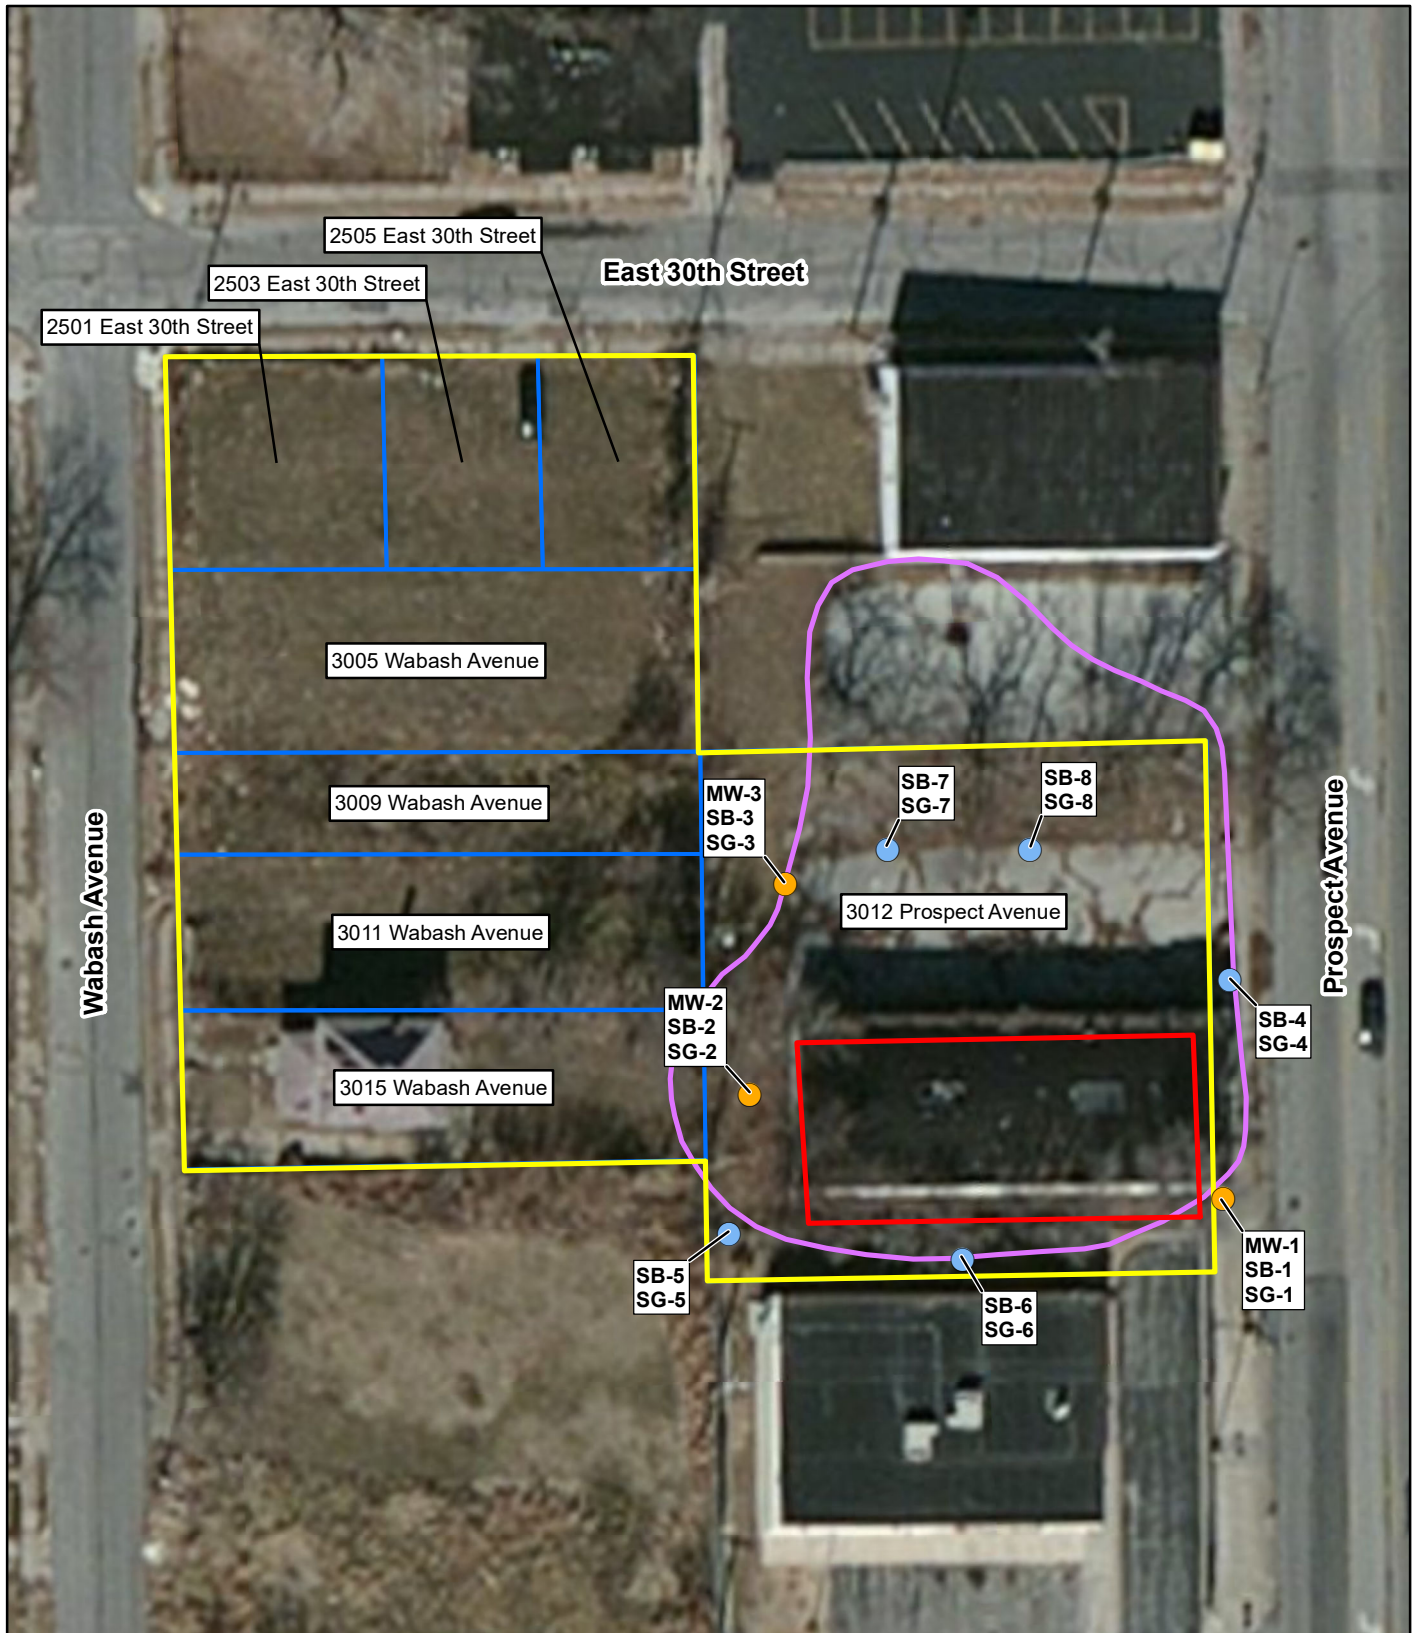 2505 East 30th Street
East 30th Street
2503 East 30th Street
2501 East 30th Street
3005 Wabash Avenue
3009 Wabash Avenue
MW-3
SB-3
SG-3
SB-7
SG-7
SB-8
SG-8
Wabash Avenue
3011 Wabash Avenue
3012 Prospect Avenue
Prospect Avenue
MW-2
SB-2
SG-2
SB-4
SG-4
3015 Wabash Avenue
SB-5
SG-5
SB-6
SG-6
MW-1
SB-1
SG-1